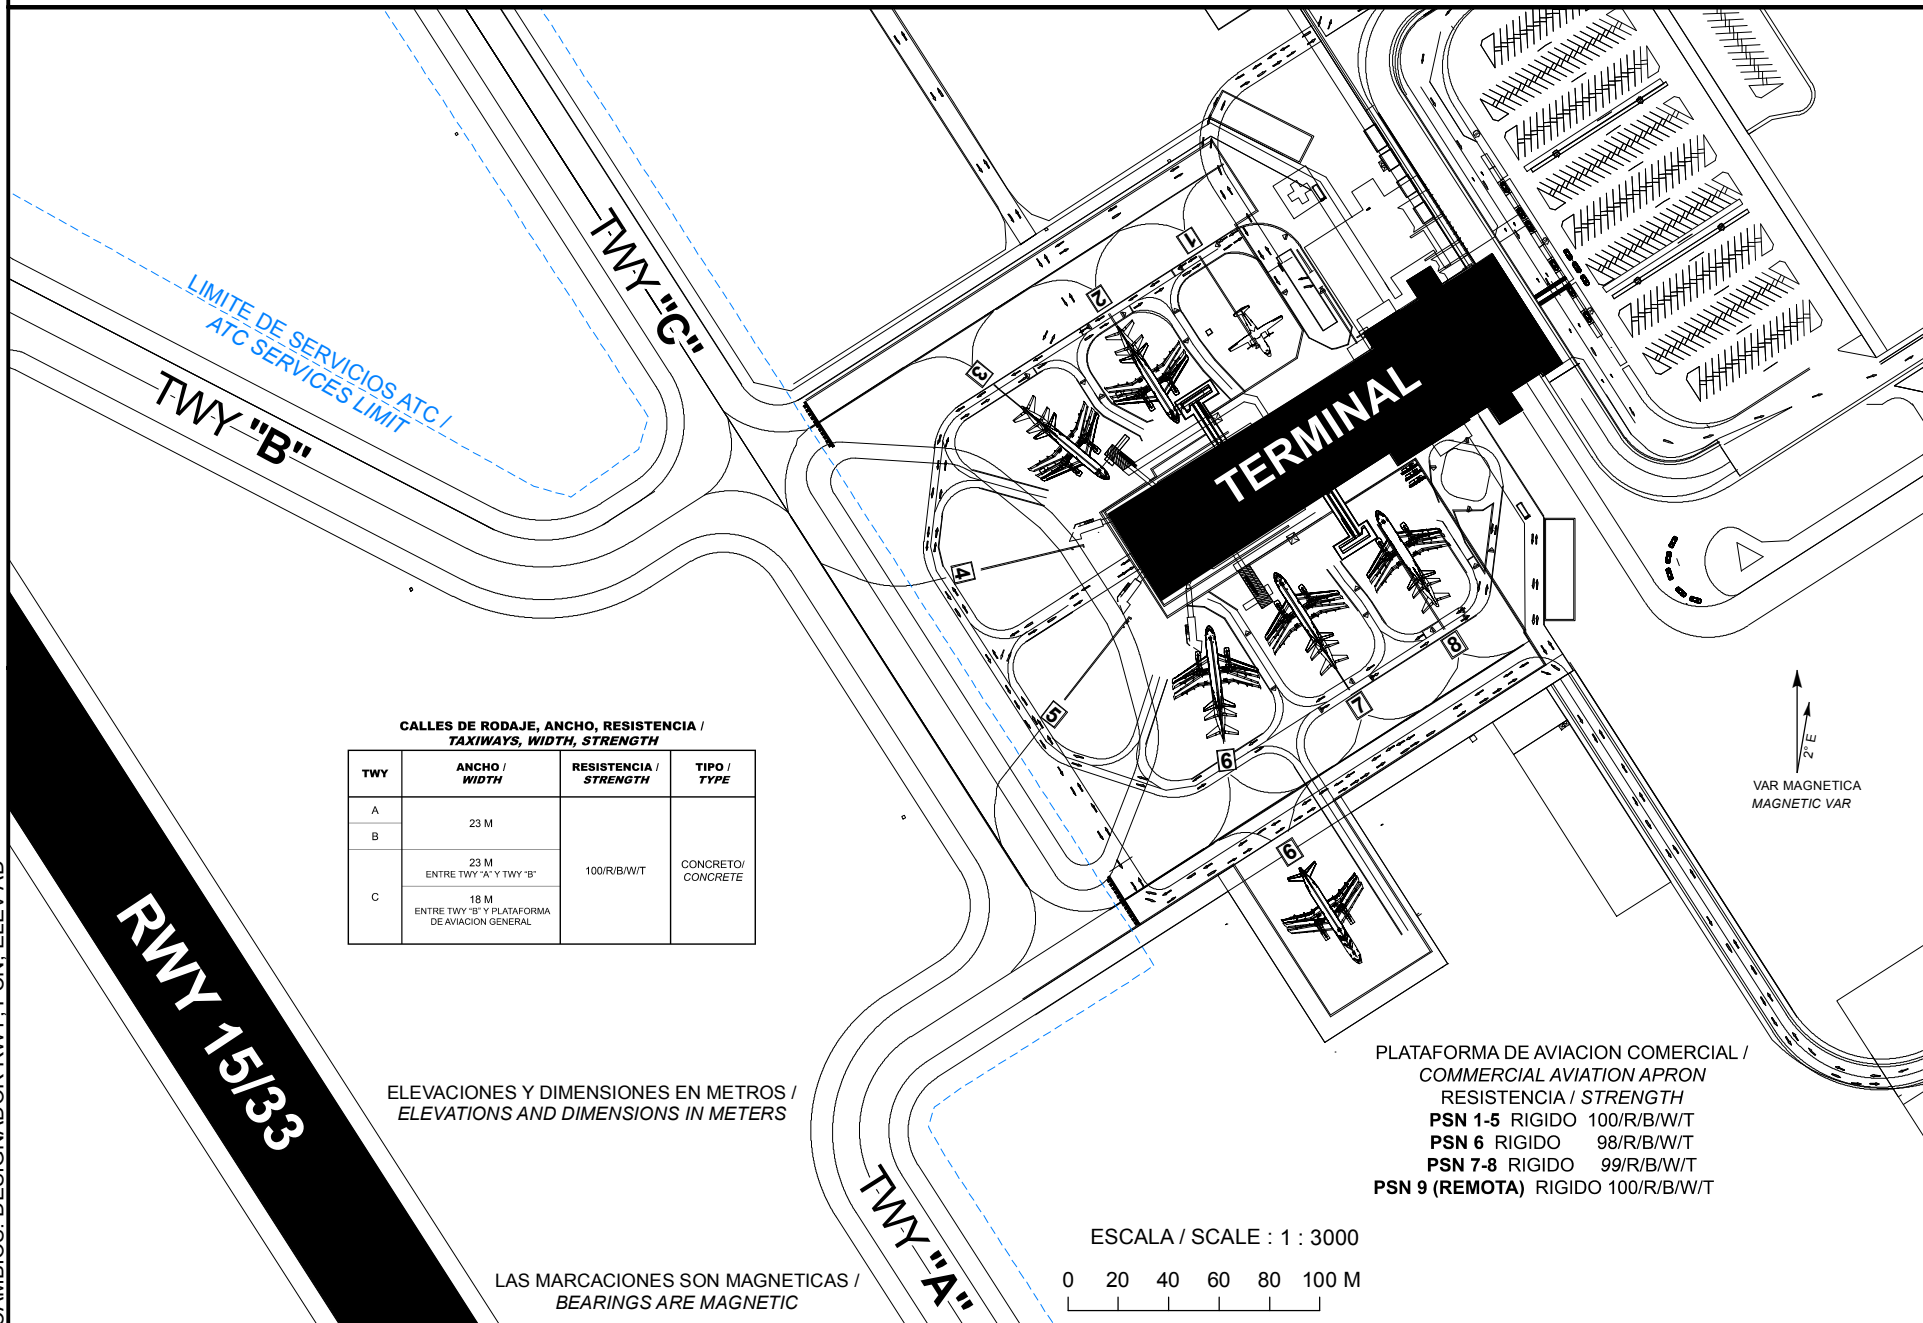 TWY "C"
LIMITE DE SERVICIOS ATC /
ATC SERVICES LIMIT
TWY "B"
1
2
3
4
5
6
7
8
9
TERMINAL
RWY 15/33
CALLES DE RODAJE, ANCHO, RESISTENCIA /
TAXIWAYS, WIDTH, STRENGTH
TWY
ANCHO /
WIDTH
RESISTENCIA /
STRENGTH
TIPO /
TYPE
A
B
23 M
C
23 M
ENTRE TWY "A" Y TWY "B"
18 M
ENTRE TWY "B" Y PLATAFORMA
DE AVIACION GENERAL
100/R/B/W/T
CONCRETO/
CONCRETE
2° E
VAR MAGNETICA
MAGNETIC VAR
ELEVACIONES Y DIMENSIONES EN METROS /
ELEVATIONS AND DIMENSIONS IN METERS
PLATAFORMA DE AVIACION COMERCIAL /
COMMERCIAL AVIATION APRON
RESISTENCIA / STRENGTH
PSN 1-5 RIGIDO 100/R/B/W/T
PSN 6 RIGIDO 98/R/B/W/T
PSN 7-8 RIGIDO 99/R/B/W/T
PSN 9 (REMOTA) RIGIDO 100/R/B/W/T
TWY "A"
LAS MARCACIONES SON MAGNETICAS /
BEARINGS ARE MAGNETIC
ESCALA / SCALE : 1 : 3000
0 20 40 60 80 100 M